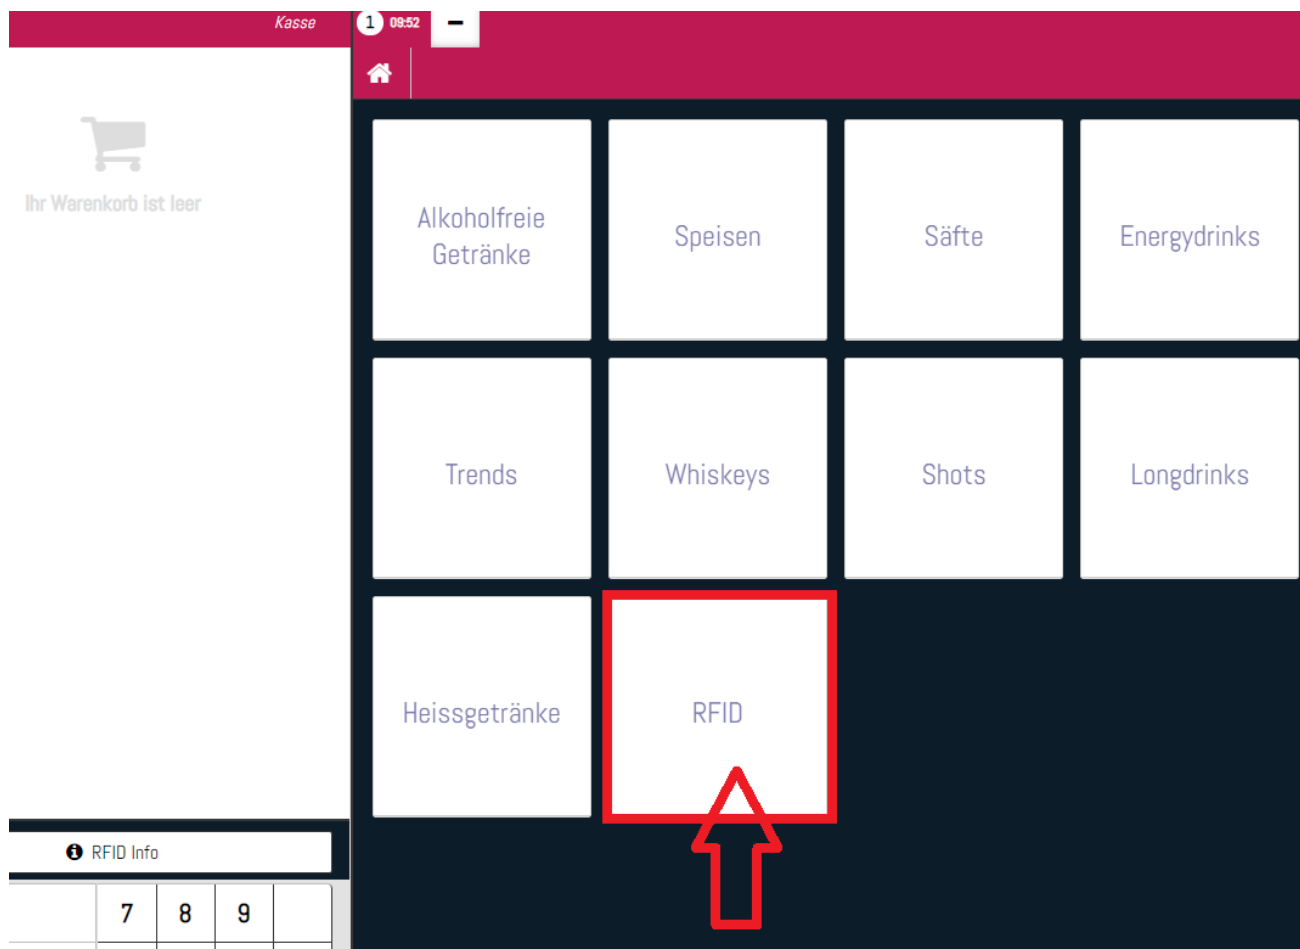 Kasse
1 09:52
Ihr Warenkorb ist leer
Alkoholfreie
Getränke
Speisen
Säfte
Energydrinks
Trends
Whiskeys
Shots
Longdrinks
Heissgetränke
RFID
RFID Info
7 8 9